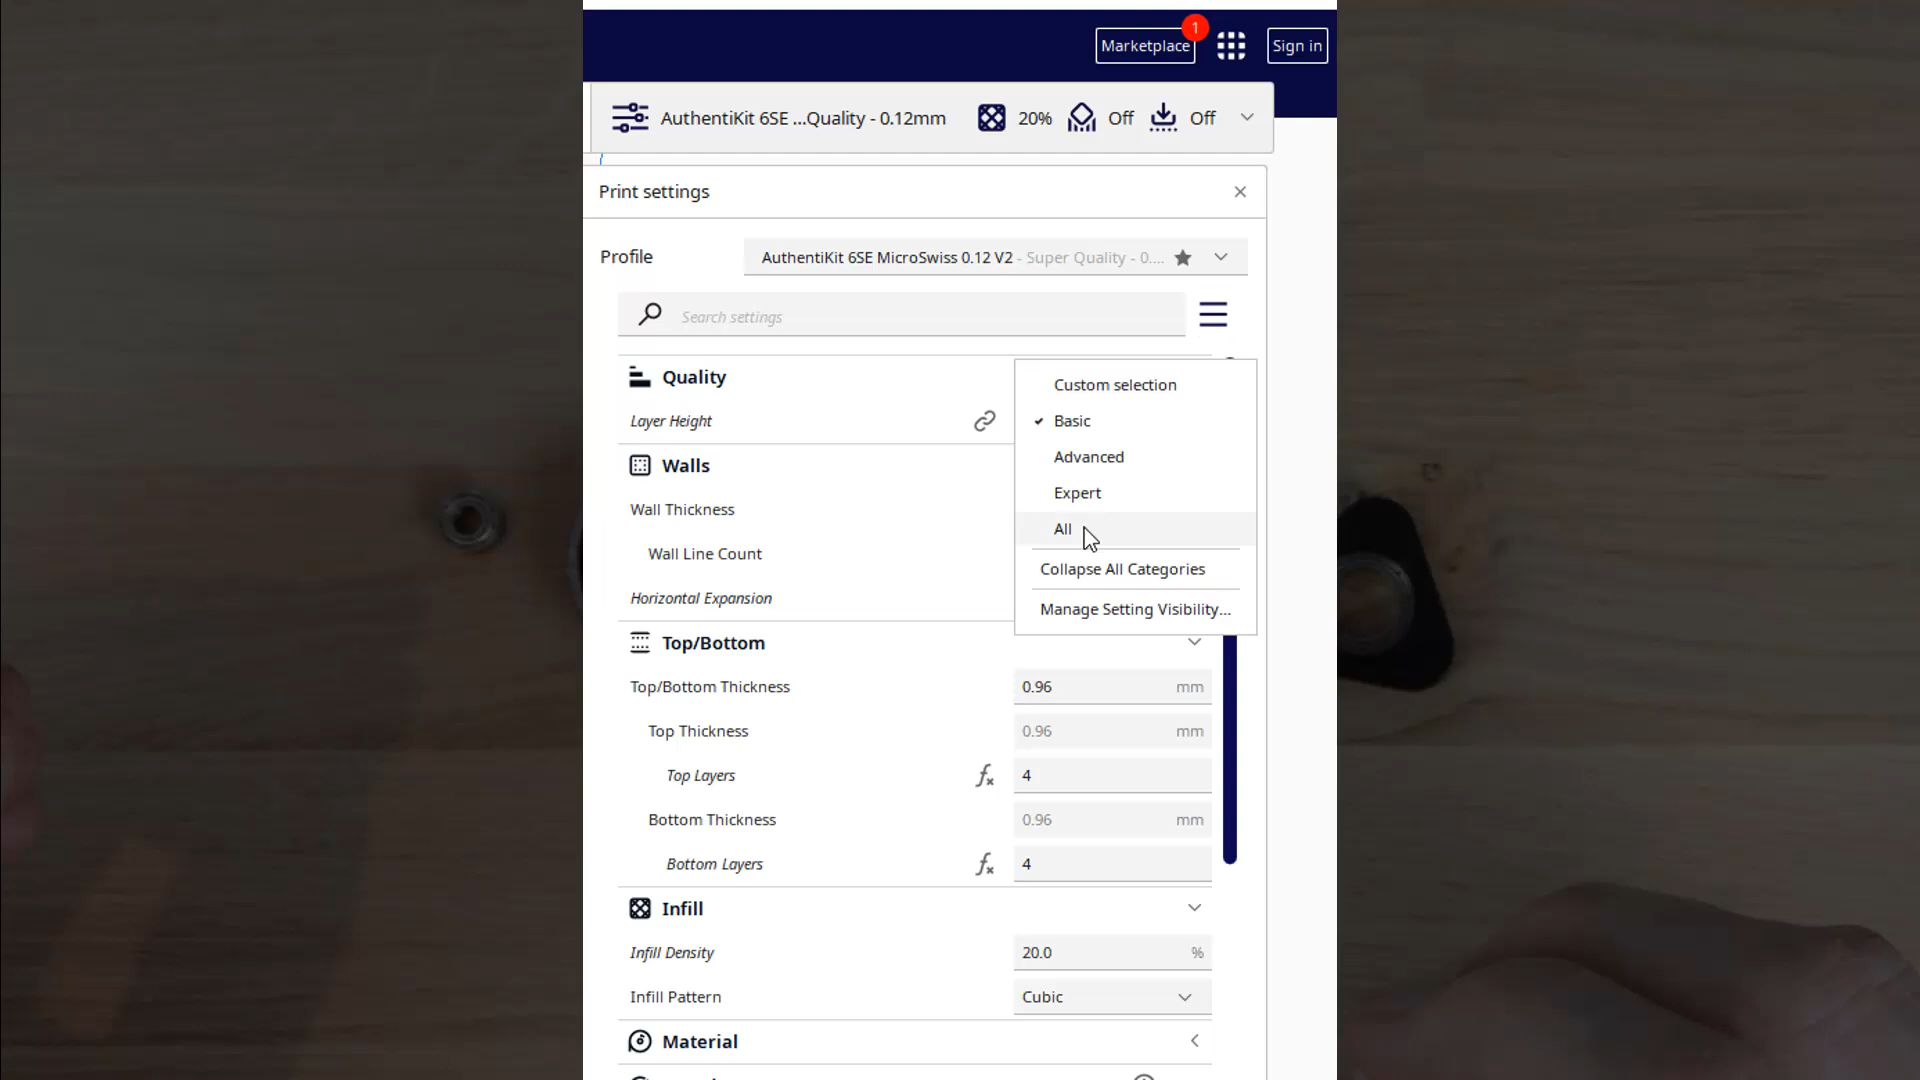 Marketplace
1
Sign in
AuthentiKit 6SE ...Quality - 0.12mm
20%
Off
Off
Print settings
Profile
AuthentiKit 6SE MicroSwiss 0.12 V2 - Super Quality - 0....
Search settings
Quality
Layer Height
Walls
Wall Thickness
Wall Line Count
Horizontal Expansion
Custom selection
Basic
Advanced
Expert
All
Collapse All Categories
Manage Setting Visibility...
Top/Bottom
Top/Bottom Thickness 0.96 mm
Top Thickness 0.96 mm
Top Layers fx 4
Bottom Thickness 0.96 mm
Bottom Layers fx 4
Infill
Infill Density 20.0 %
Infill Pattern Cubic
Material